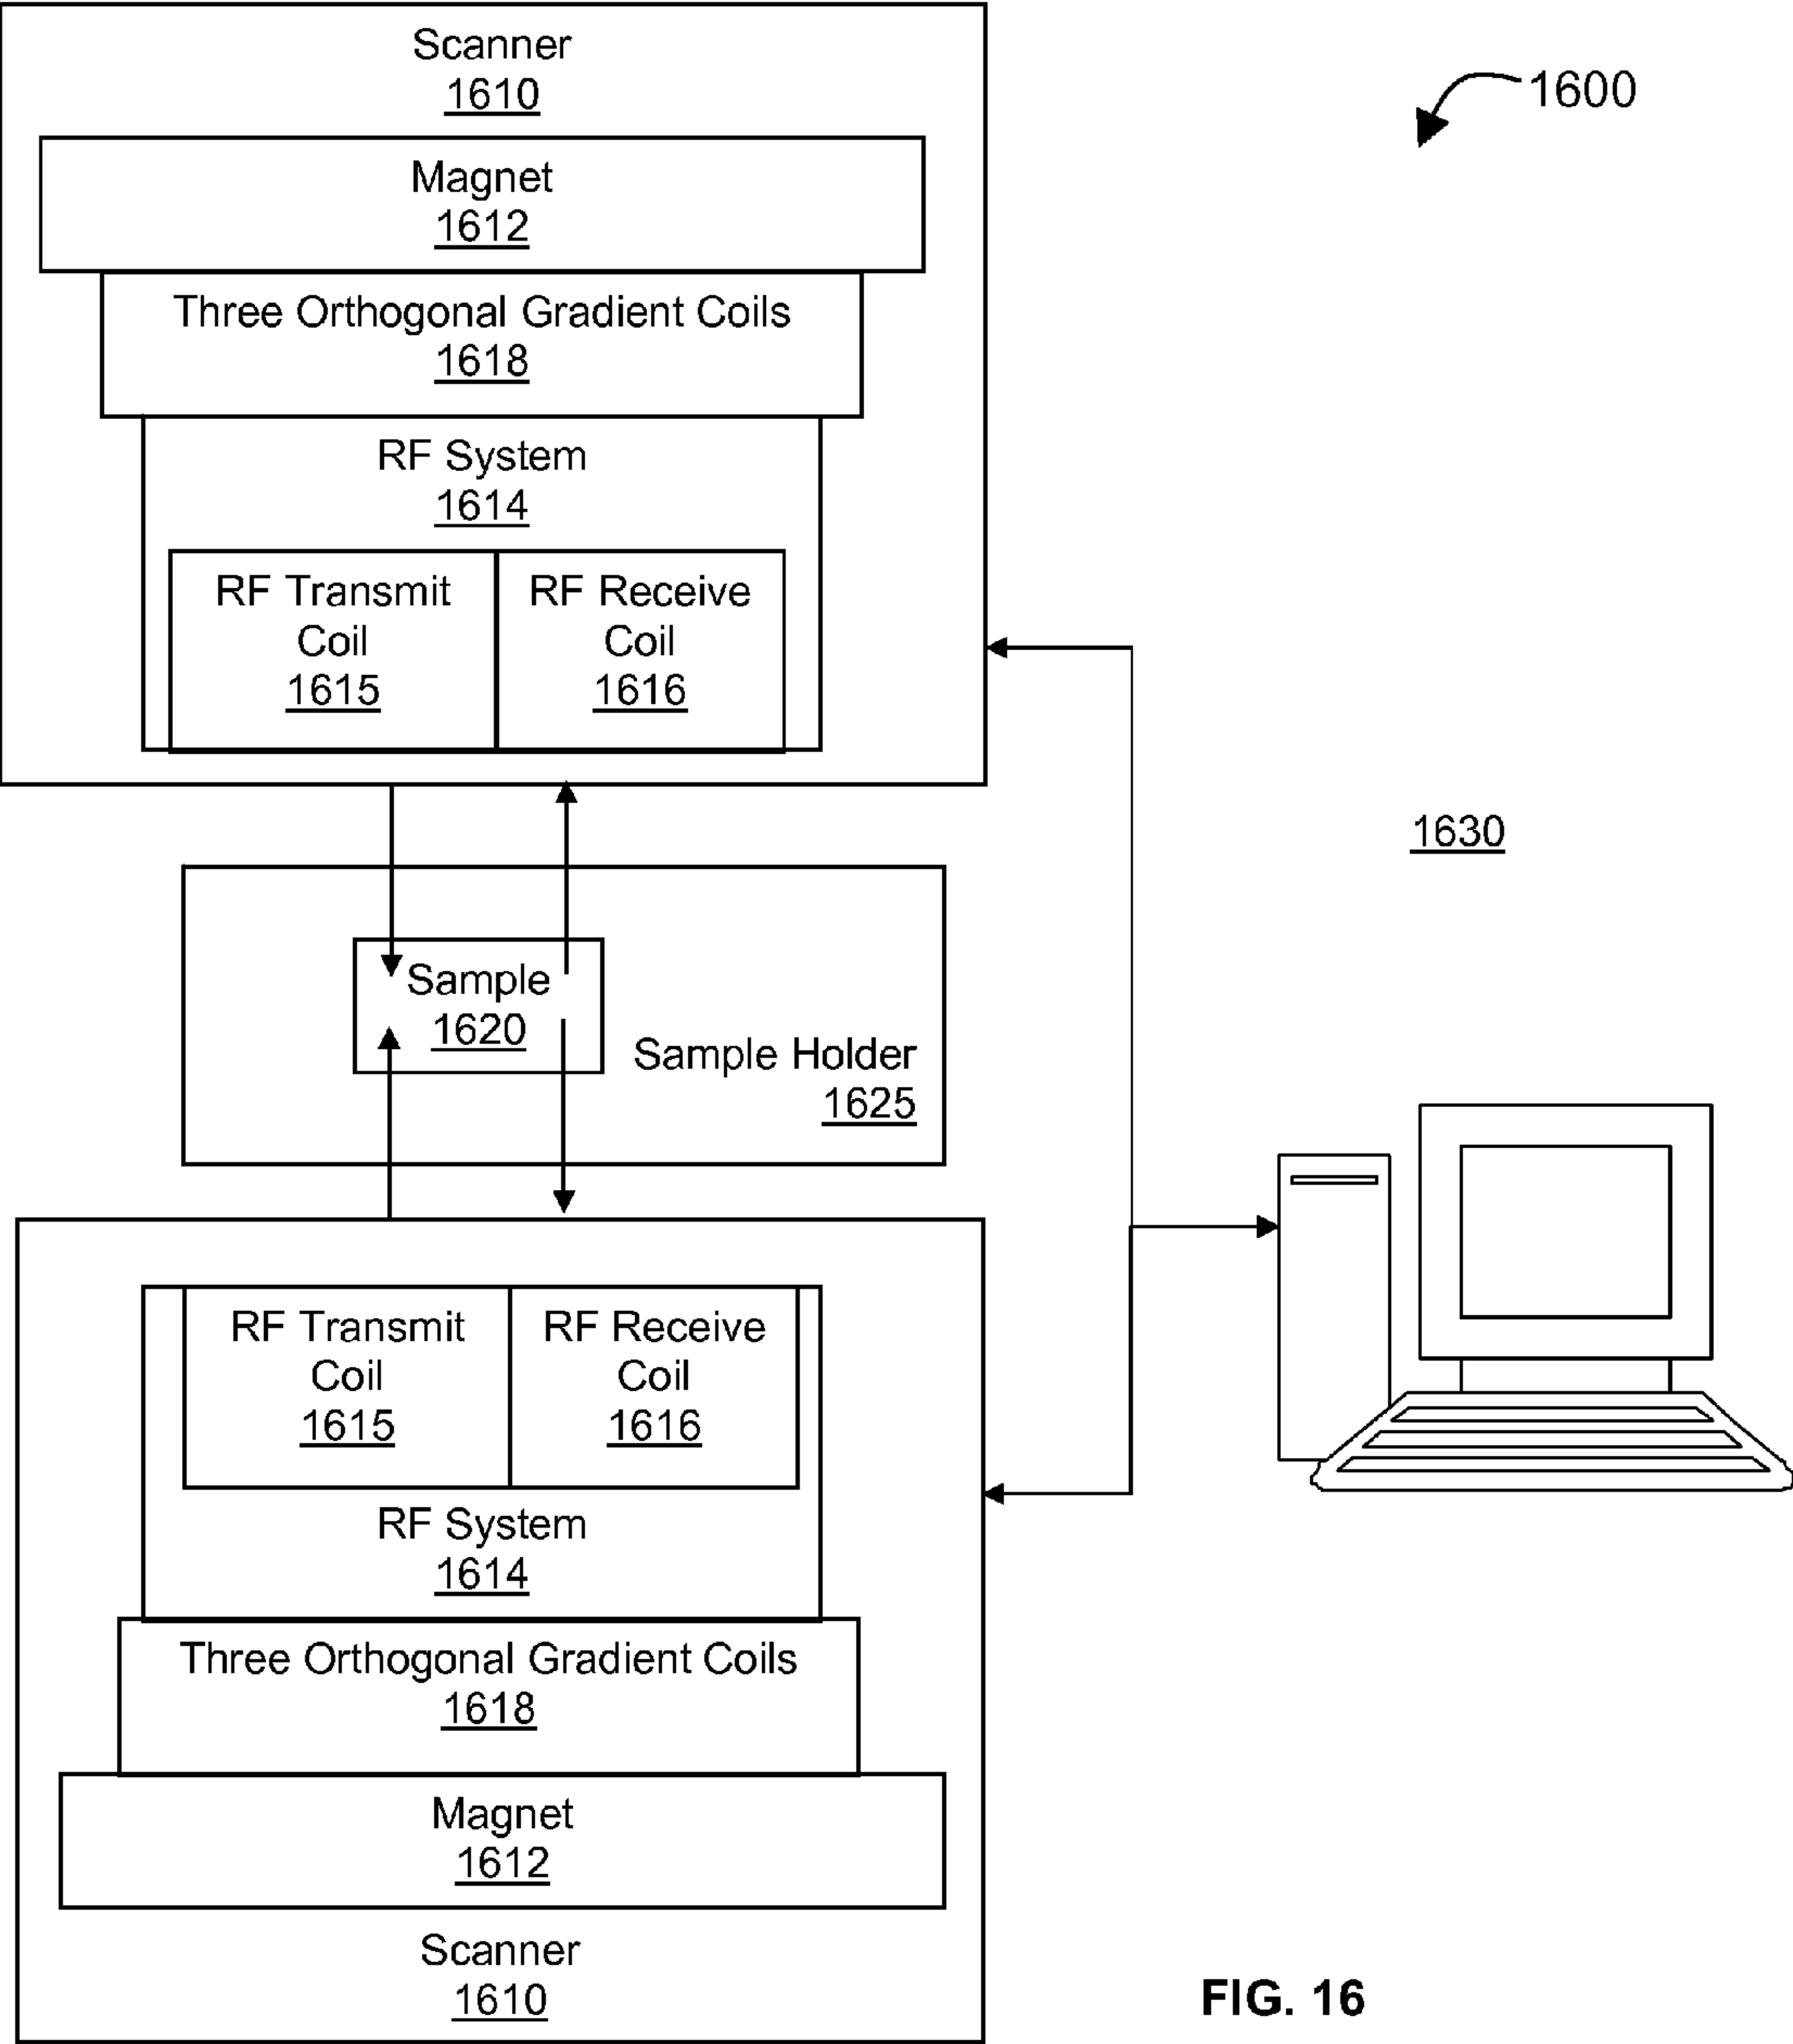 Scanner
1610
1600
Magnet
1612
Three Orthogonal Gradient Coils
1618
RF System
1614
RF Transmit
Coil
1615
RF Receive
Coil
1616
1630
Sample
1620
Sample Holder
1625
RF Transmit
Coil
1615
RF Receive
Coil
1616
RF System
1614
Three Orthogonal Gradient Coils
1618
Magnet
1612
Scanner
1610
FIG. 16